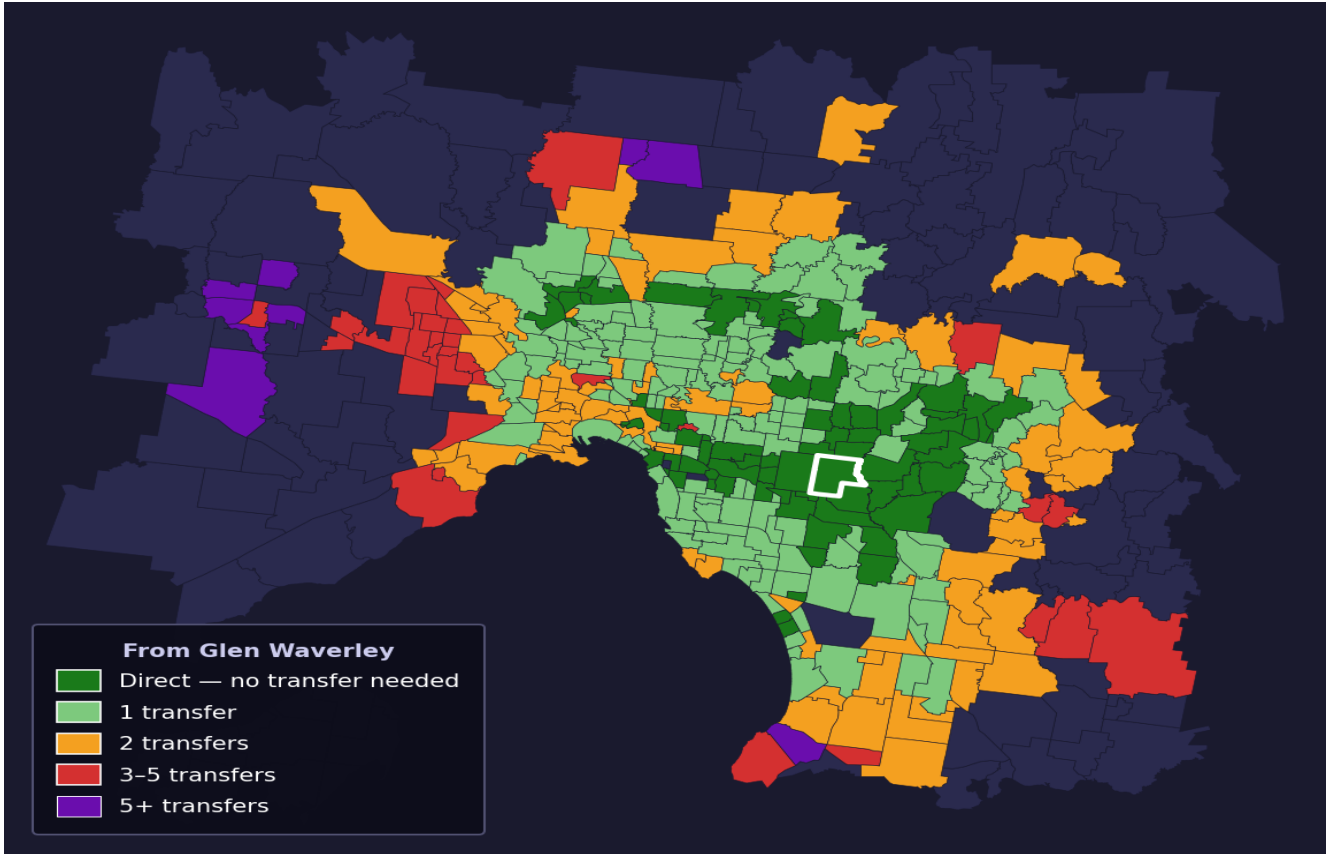 From Glen Waverley
Direct — no transfer needed
1 transfer
2 transfers
3–5 transfers
5+ transfers